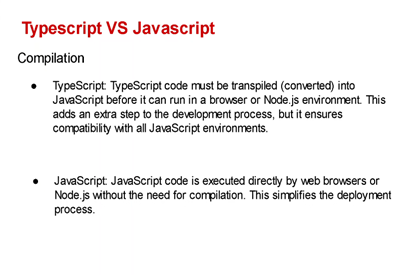 Typescript VS Javascript
Compilation
● TypeScript: TypeScript code must be transpiled (converted) into
JavaScript before it can run in a browser or Node.js environment. This
adds an extra step to the development process, but it ensures
compatibility with all JavaScript environments.
● JavaScript: JavaScript code is executed directly by web browsers or
Node.js without the need for compilation. This simplifies the deployment
process.